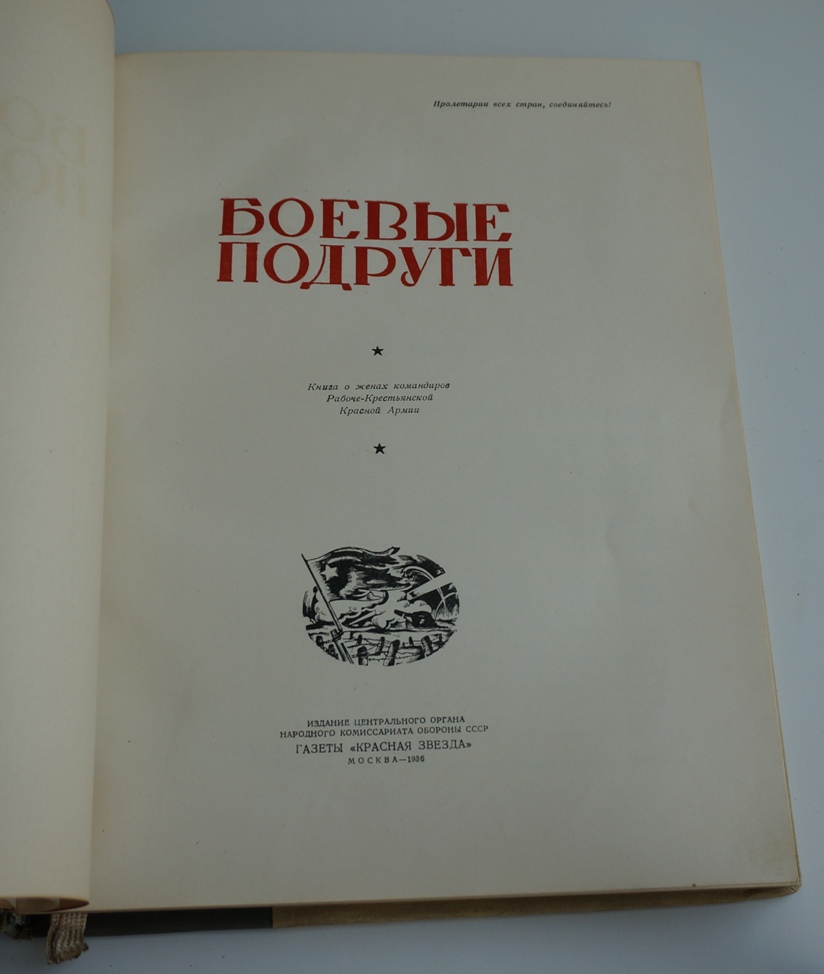 Пролетарии всех стран, соединяйтесь!
БОЕВЫЕ
ПОДРУГИ
Книга о женах командиров
Рабоче-Крестьянской
Красной Армии
ИЗДАНИЕ ЦЕНТРАЛЬНОГО ОРГАНА
НАРОДНОГО КОМИССАРИАТА ОБОРОНЫ СССР
ГАЗЕТЫ «КРАСНАЯ ЗВЕЗДА»
МОСКВА—1936